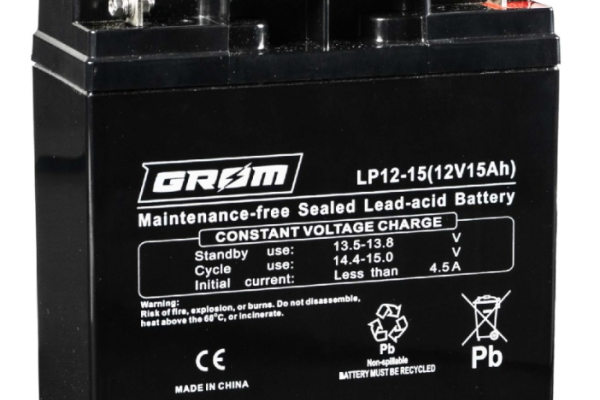 GROM
LP12-15(12V15Ah)
Maintenance-free Sealed Lead-acid Battery
CONSTANT VOLTAGE CHARGE
Standby use: 13.5-13.8 V
Cycle use: 14.4-15.0 V
Initial current: Less than 4.5A
Warning:
Risk of fire, explosion, or burns. Do not disassemble,
heat above the 60°C, or incinerate.
CE
MADE IN CHINA
Pb
Non-spillable
BATTERY MUST BE RECYCLED
Pb